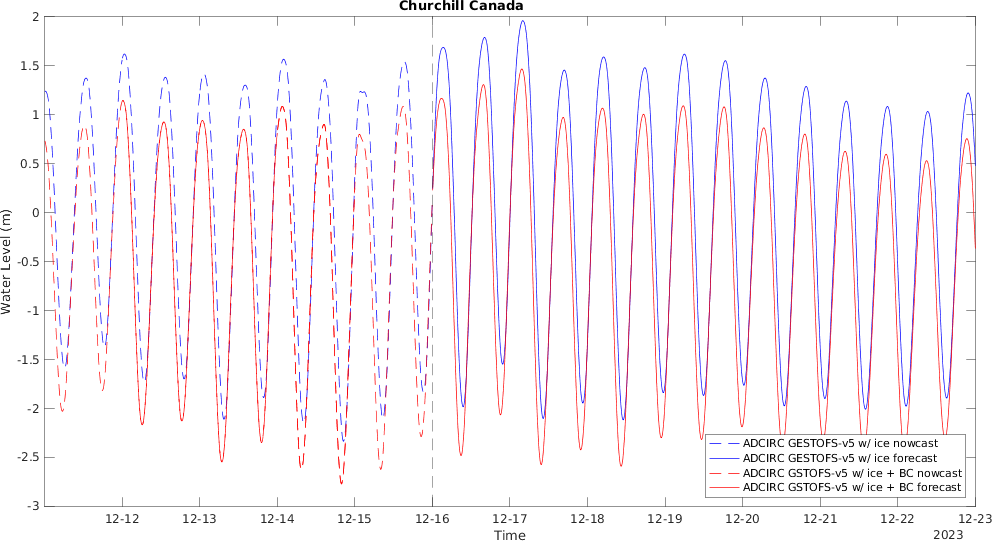 Churchill Canada
Water Level (m)
2
1.5
1
0.5
0
-0.5
-1
-1.5
-2
-2.5
-3
ADCIRC GESTOFS-v5 w/ ice nowcast
ADCIRC GESTOFS-v5 w/ ice forecast
ADCIRC GSTOFS-v5 w/ ice + BC nowcast
ADCIRC GSTOFS-v5 w/ ice + BC forecast
12-12 12-13 12-14 12-15 12-16 12-17 12-18 12-19 12-20 12-21 12-22 12-23
Time
2023